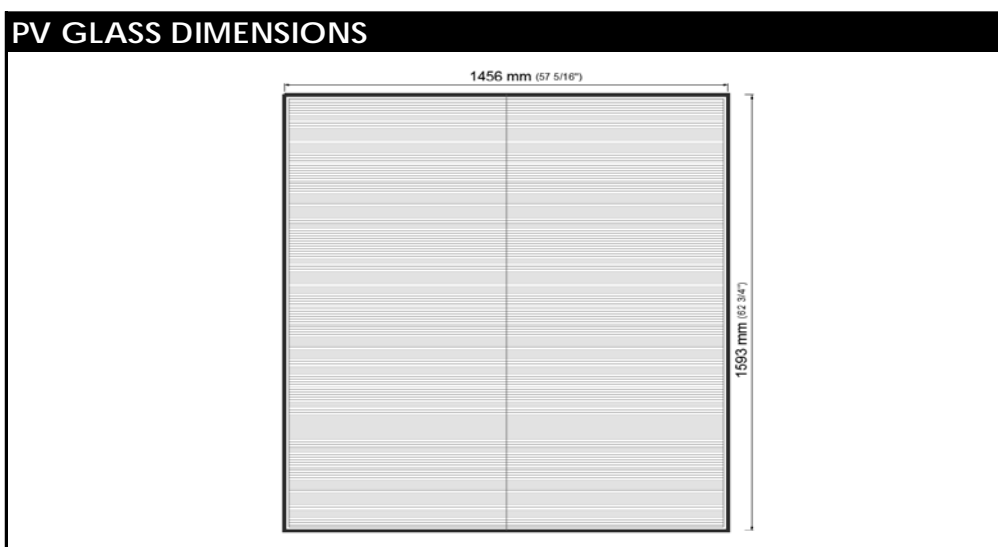 PV GLASS DIMENSIONS
1456 mm (57 5/16")
1593 mm (62 3/4")